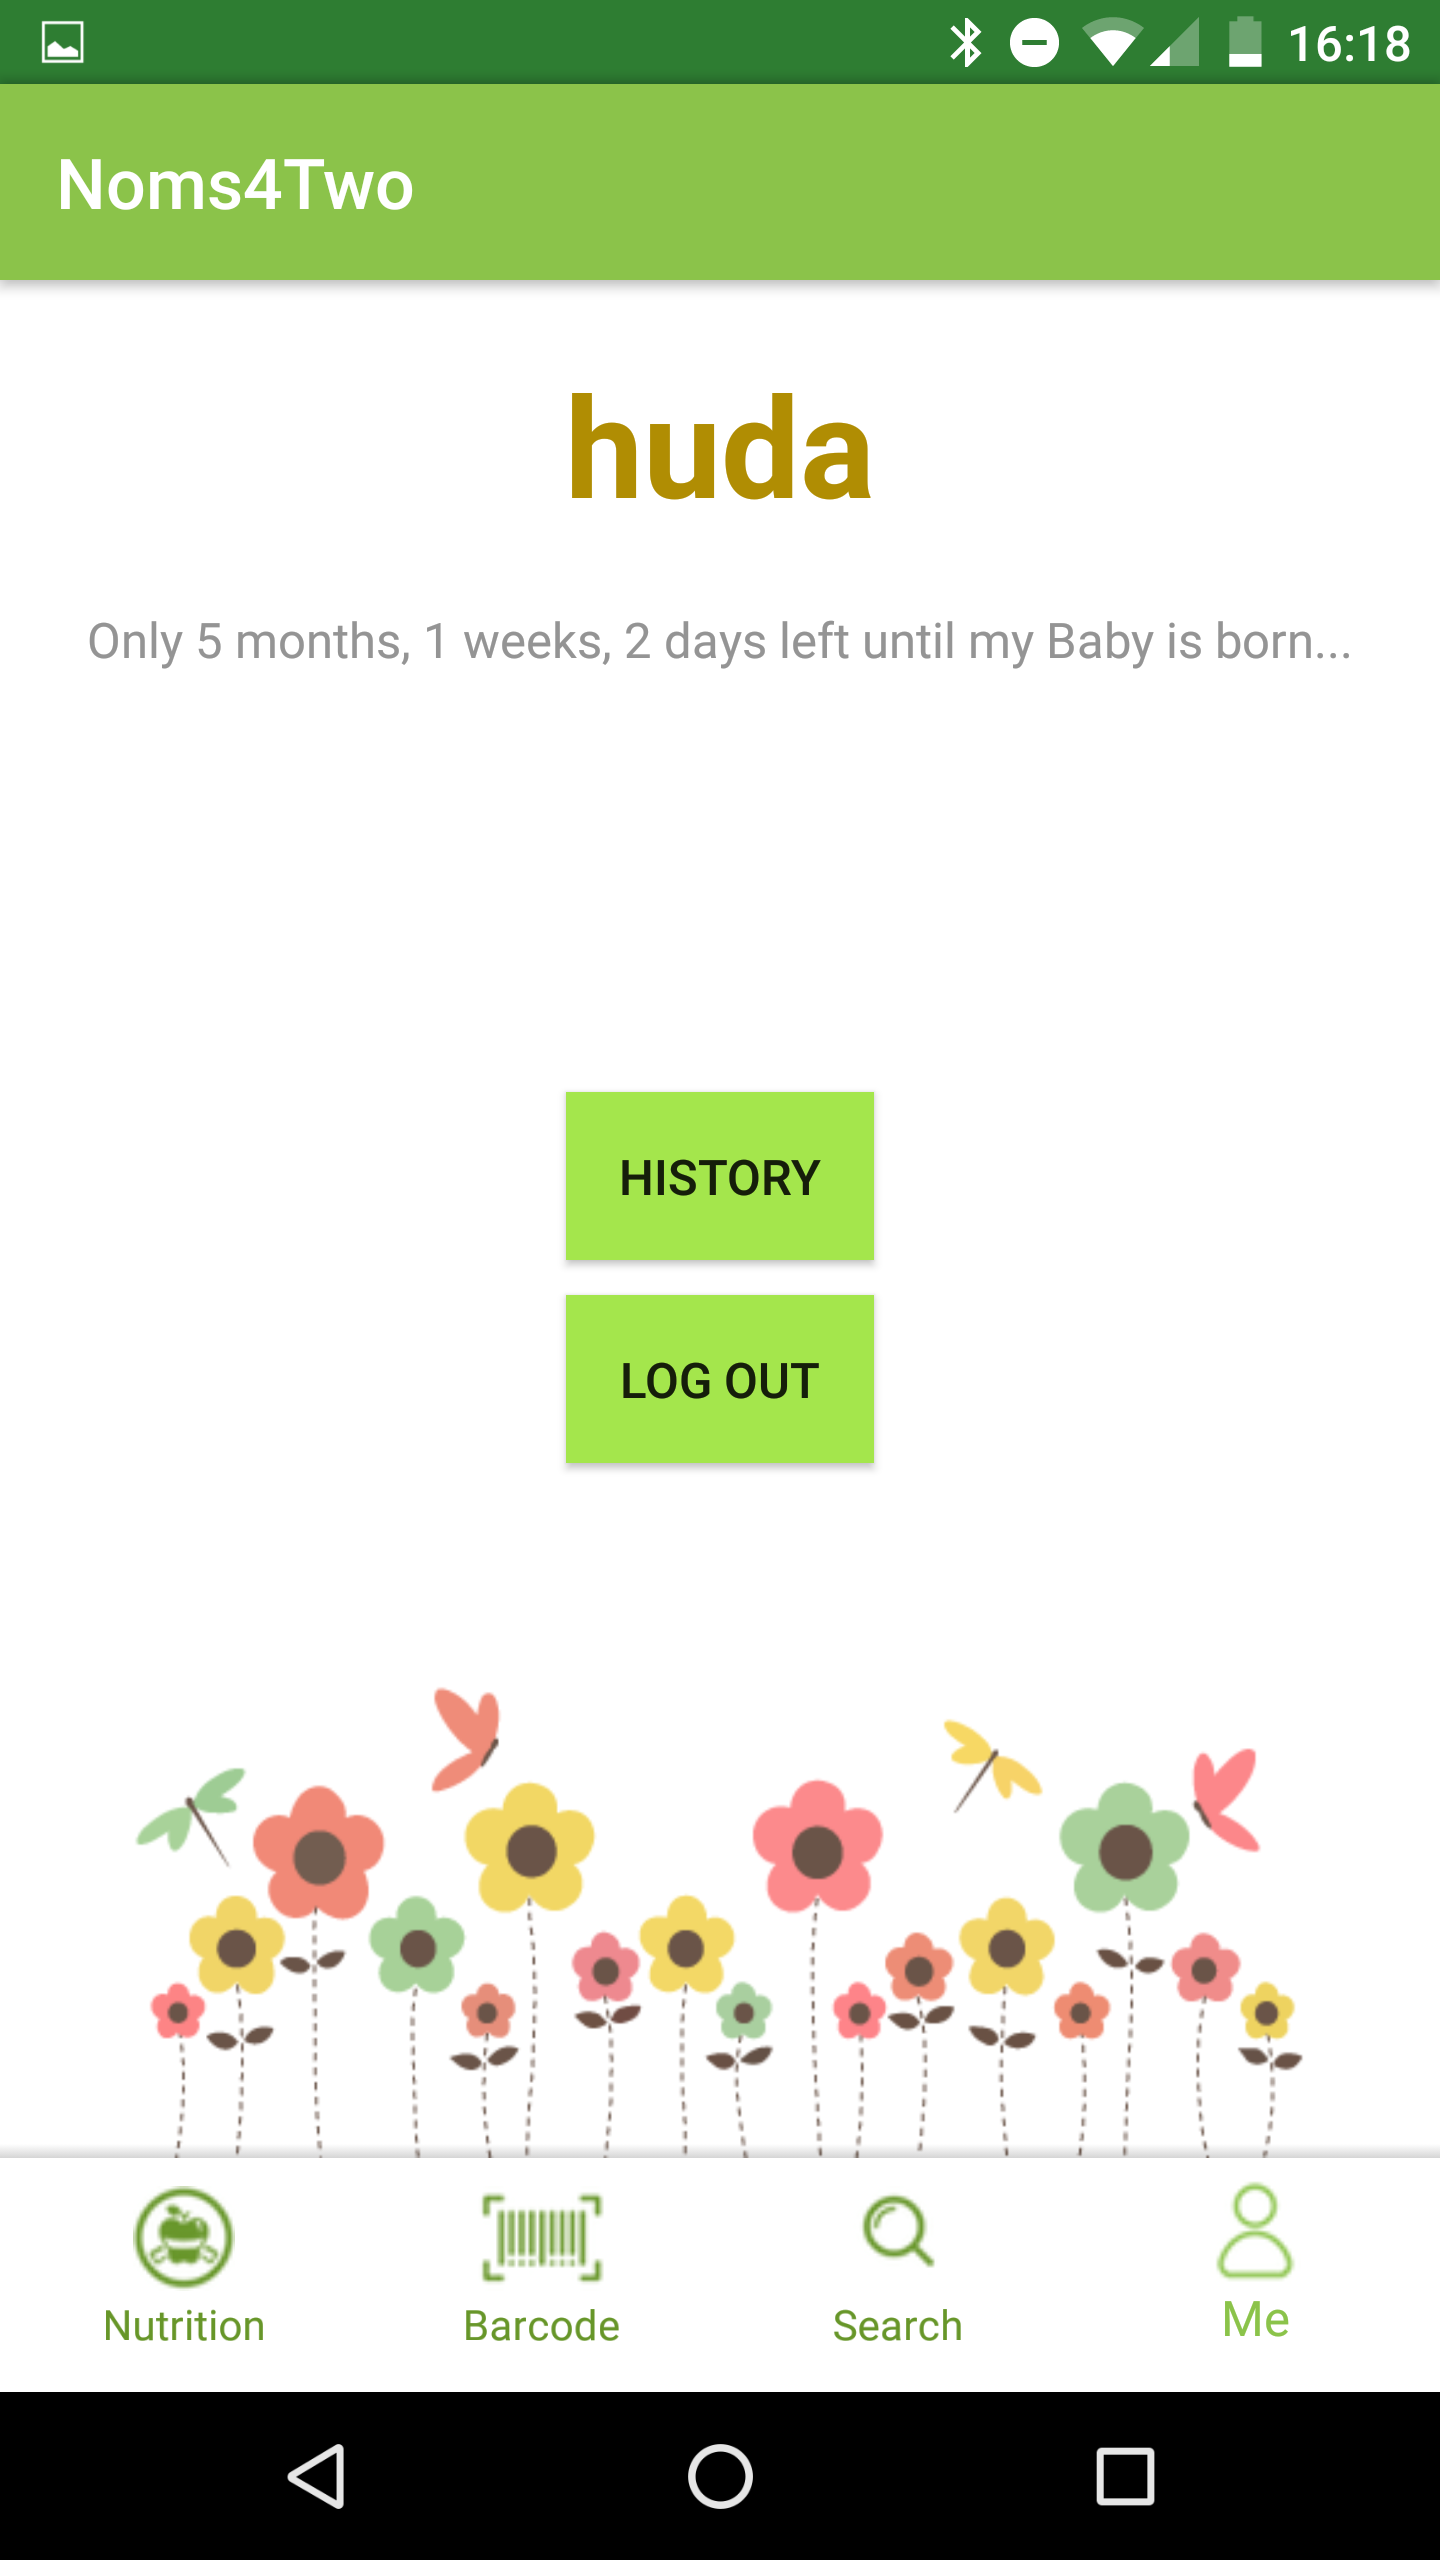 16:18
Noms4Two
huda
Only 5 months, 1 weeks, 2 days left until my Baby is born...
HISTORY
LOG OUT
Nutrition
Barcode
Search
Me